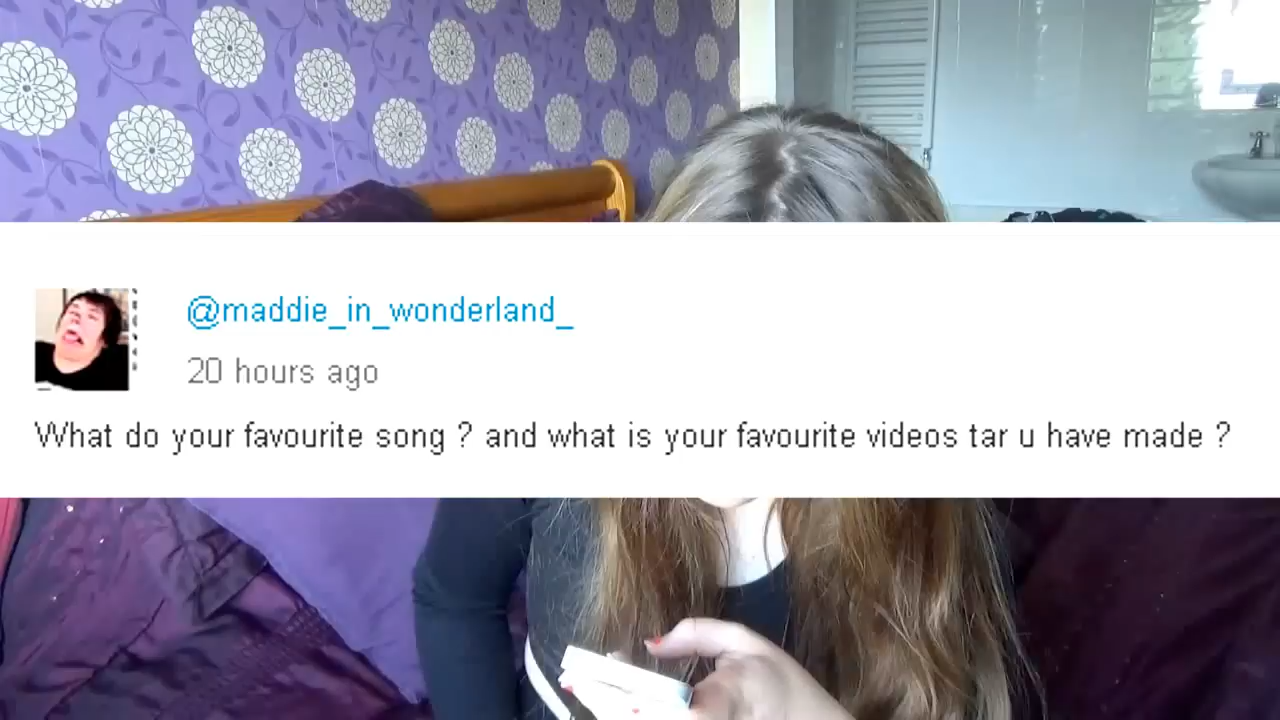 @maddie_in_wonderland_
20 hours ago
What do your favourite song ? and what is your favourite videos tar u have made ?